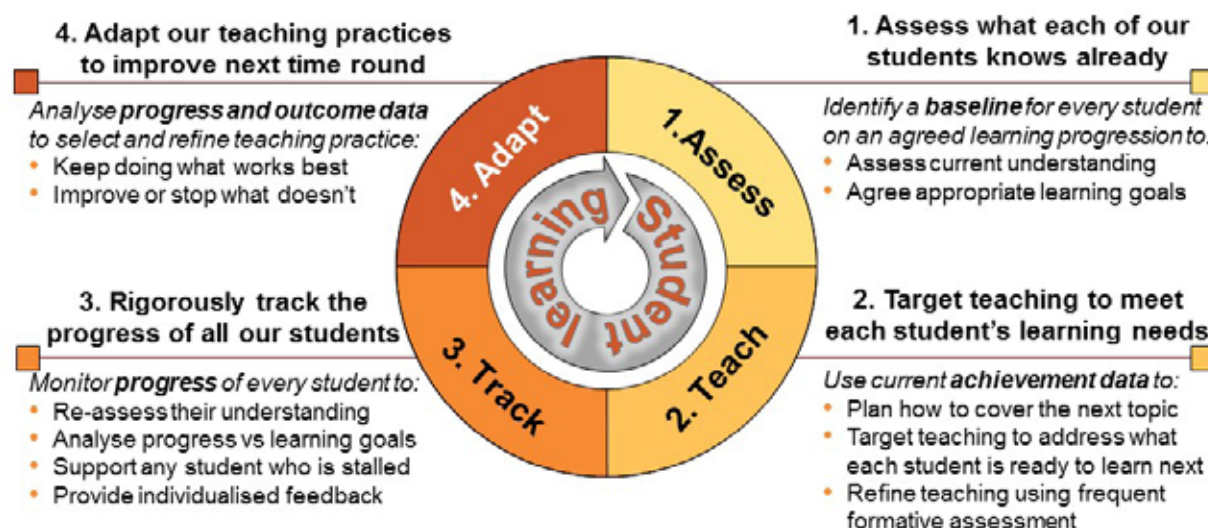 4. Adapt our teaching practices
to improve next time round
Analyse progress and outcome data
to select and refine teaching practice:
• Keep doing what works best
• Improve or stop what doesn't
1. Assess what each of our
students knows already
Identify a baseline for every student
on an agreed learning progression to:
• Assess current understanding
• Agree appropriate learning goals
4. Adapt
1. Assess
Student learning
3. Track
2. Teach
3. Rigorously track the
progress of all our students
Monitor progress of every student to:
• Re-assess their understanding
• Analyse progress vs learning goals
• Support any student who is stalled
• Provide individualised feedback
2. Target teaching to meet
each student's learning needs
Use current achievement data to:
• Plan how to cover the next topic
• Target teaching to address what
each student is ready to learn next
• Refine teaching using frequent
formative assessment